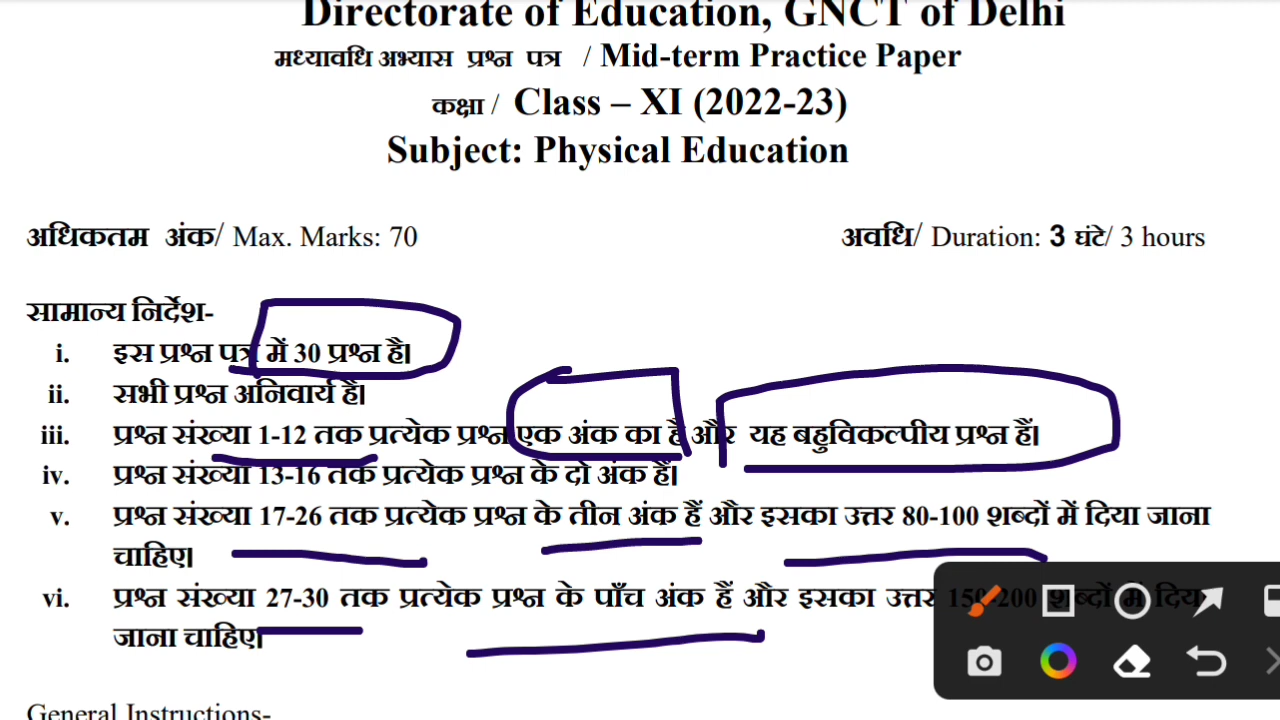 Directorate of Education, GNCT of Delhi
मध्यावधि अभ्यास प्रश्न पत्र / Mid-term Practice Paper
कक्षा / Class – XI (2022-23)
Subject: Physical Education
अधिकतम अंक/ Max. Marks: 70 अवधि/ Duration: 3 घंटे/ 3 hours
सामान्य निर्देश-
i. इस प्रश्न पत्र में 30 प्रश्न है।
ii. सभी प्रश्न अनिवार्य है।
iii. प्रश्न संख्या 1-12 तक प्रत्येक प्रश्न एक अंक का है और यह बहुविकल्पीय प्रश्न हैं।
iv. प्रश्न संख्या 13-16 तक प्रत्येक प्रश्न के दो अंक हैं।
v. प्रश्न संख्या 17-26 तक प्रत्येक प्रश्न के तीन अंक हैं और इसका उत्तर 80-100 शब्दों में दिया जाना
चाहिए।
vi. प्रश्न संख्या 27-30 तक प्रत्येक प्रश्न के पाँच अंक हैं और इसका उत्तर 150-200 शब्दों में दिया
जाना चाहिए।
General Instructions-